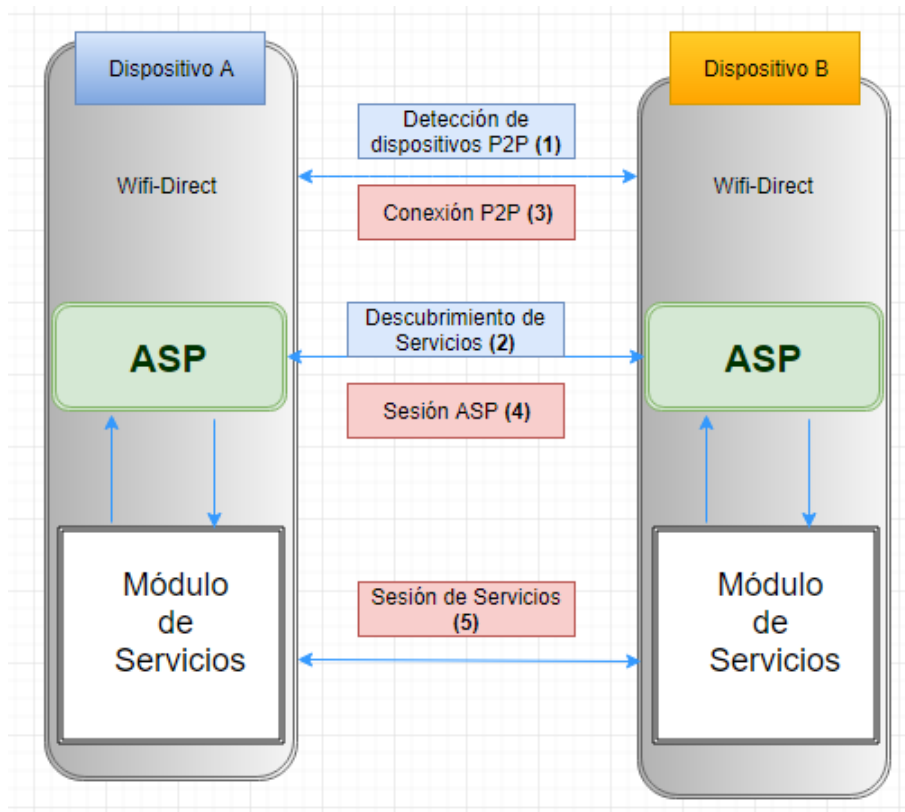 Dispositivo A
Dispositivo B
Detección de
dispositivos P2P (1)
Wifi-Direct
Wifi-Direct
Conexión P2P (3)
Descubrimiento de
Servicios (2)
ASP
ASP
Sesión ASP (4)
Módulo
de
Servicios
Sesión de Servicios
(5)
Módulo
de
Servicios